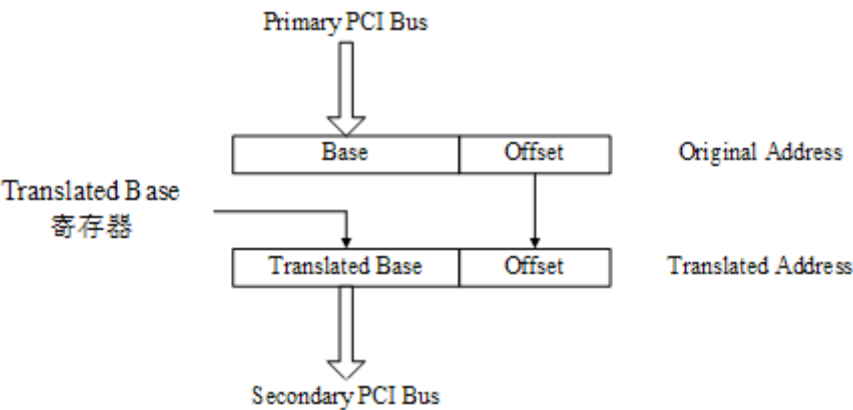 Primary PCI Bus
Base Offset Original Address
Translated Base
寄存器
Translated Base Offset Translated Address
Secondary PCI Bus